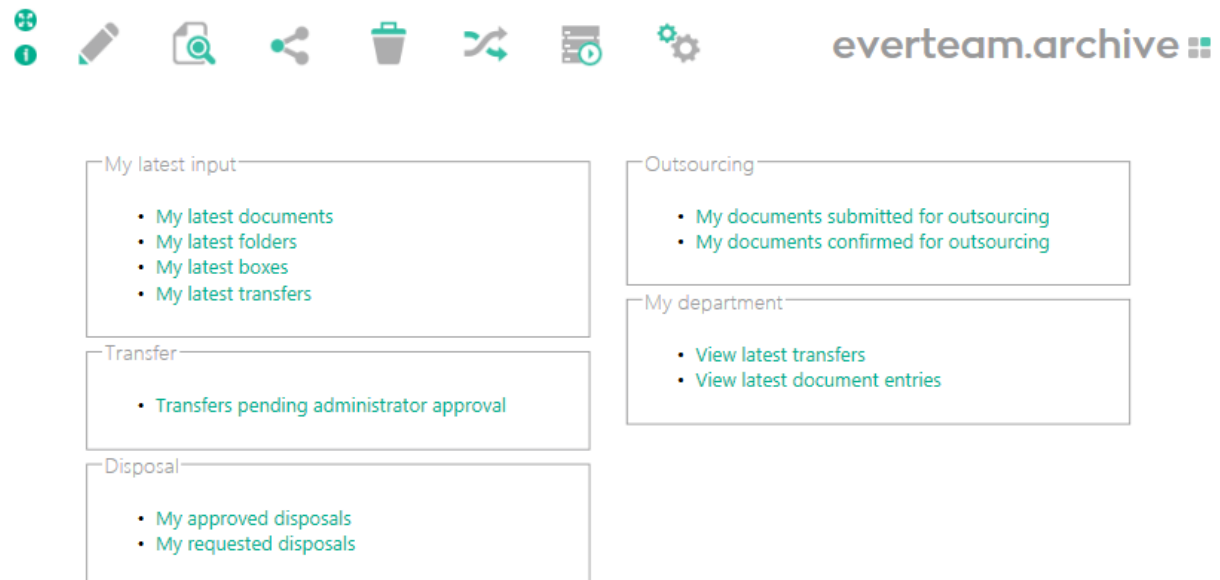 everteam.archive
My latest input
• My latest documents
• My latest folders
• My latest boxes
• My latest transfers
Transfer
• Transfers pending administrator approval
Disposal
• My approved disposals
• My requested disposals
Outsourcing
• My documents submitted for outsourcing
• My documents confirmed for outsourcing
My department
• View latest transfers
• View latest document entries